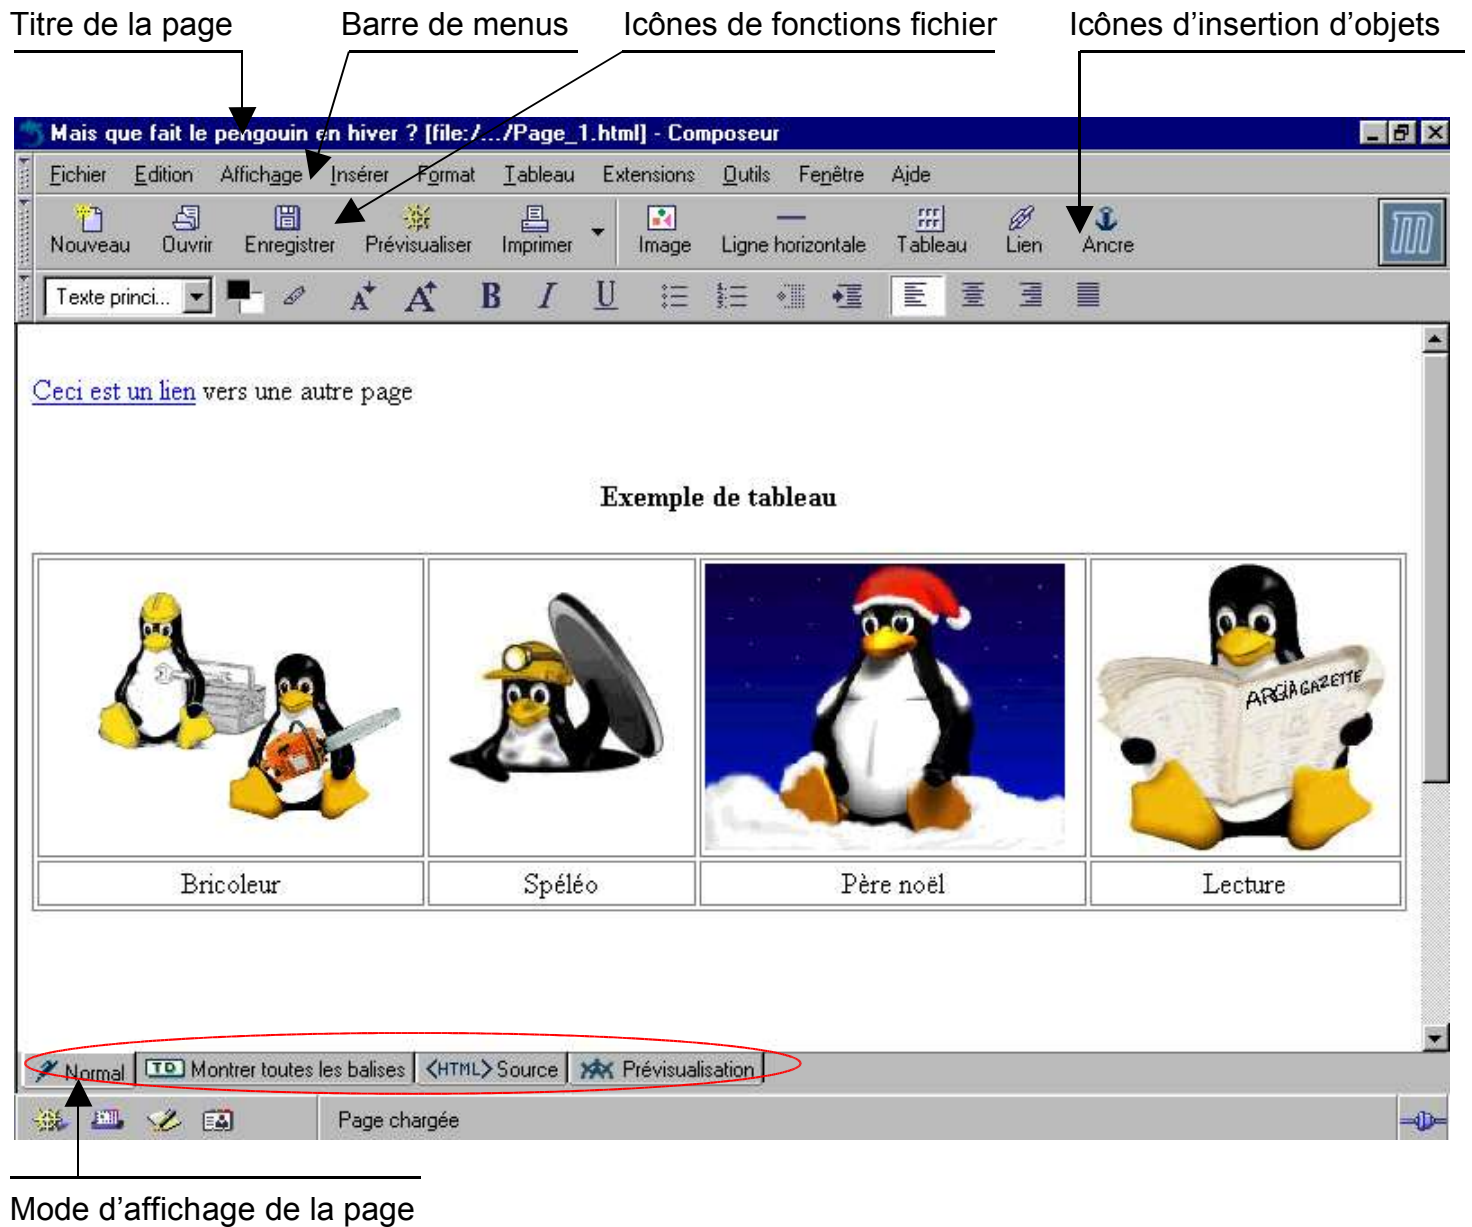 Titre de la page Barre de menus Icônes de fonctions fichier Icônes d’insertion d’objets
Mais que fait le pengouin en hiver ? [file:/.../Page_1.html] - Composeur
Fichier Edition Affichage Insérer Format Tableau Extensions Outils Fenêtre Aide
Nouveau Ouvrir Enregistrer Prévisualiser Imprimer Image Ligne horizontale Tableau Lien Ancre
Texte princi... A A B I U
Ceci est un lien vers une autre page
Exemple de tableau
ARGIAGAZETTE
Bricoleur Spéléo Père noël Lecture
Normal TD Montrer toutes les balises <HTML> Source Prévisualisation
Page chargée
Mode d’affichage de la page